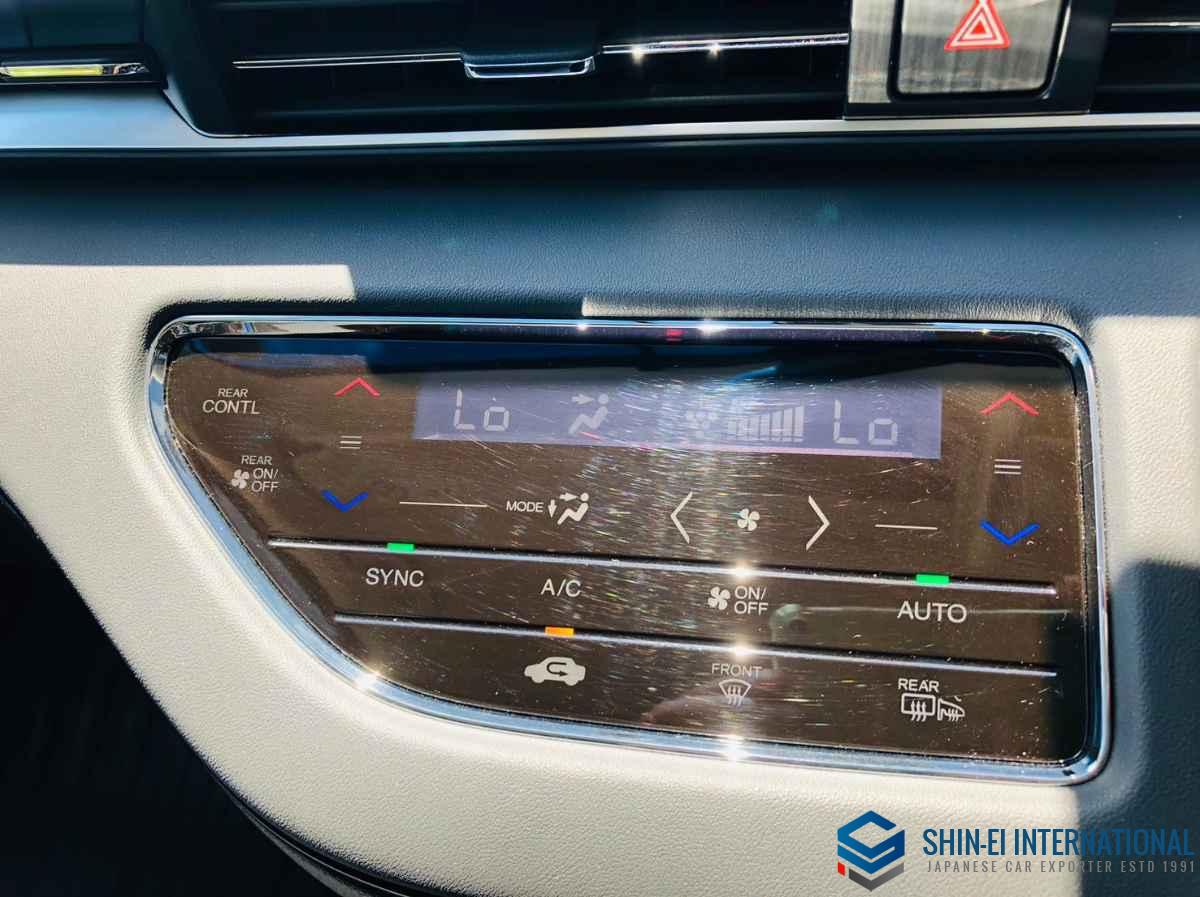 REAR
CONTL
Lo
Lo
REAR
ON/
OFF
MODE
SYNC
A/C
ON/
OFF
AUTO
FRONT
REAR
SHIN-EI INTERNATIONAL
JAPANESE CAR EXPORTER ESTD 1991